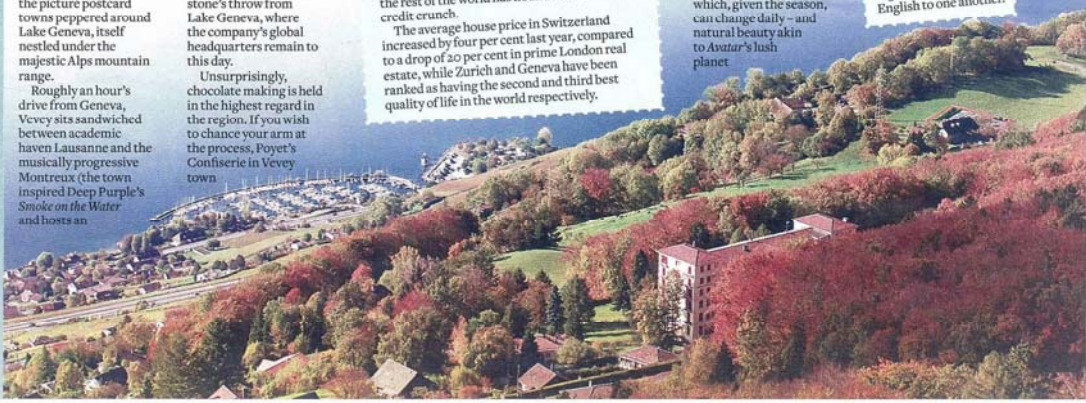 the picture postcard
towns peppered around
Lake Geneva, itself
nestled under the
majestic Alps mountain
range.
Roughly an hour's
drive from Geneva,
Vevey sits sandwiched
between academic
haven Lausanne and the
musically progressive
Montreux (the town
inspired Deep Purple's
Smoke on the Water
and hosts an
stone's throw from
Lake Geneva, where
the company's global
headquarters remain to
this day.
Unsurprisingly,
chocolate making is held
in the highest regard in
the region. If you wish
to chance your arm at
the process, Poyet's
Confiserie in Vevey
town
the rest of the world has
credit crunch.
The average house price in Switzerland
increased by four per cent last year, compared
to a drop of 20 per cent in prime London real
estate, while Zurich and Geneva have been
ranked as having the second and third best
quality of life in the world respectively.
which, given the season,
can change daily – and
natural beauty akin
to Avatar's lush
planet
English to one another